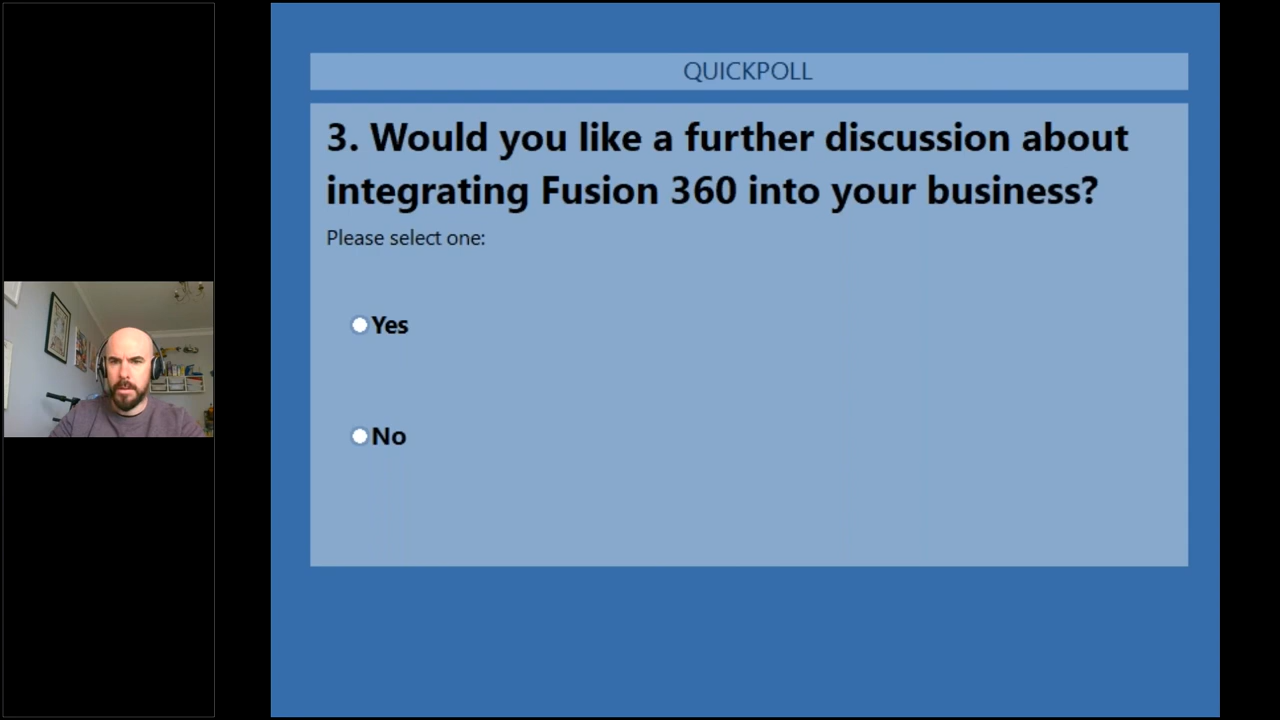 QUICKPOLL
3. Would you like a further discussion about
integrating Fusion 360 into your business?
Please select one:
Yes
No